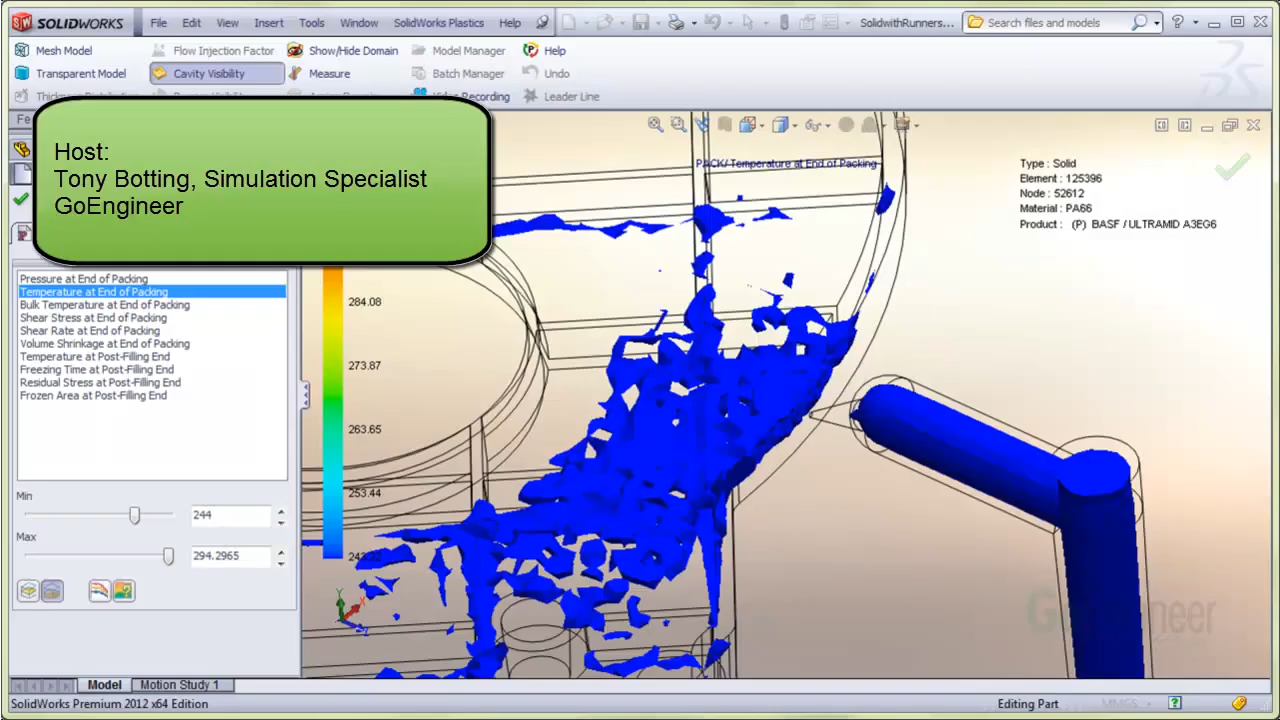 SOLIDWORKS File Edit View Insert Tools Window SolidWorks Plastics Help SolidwithRunners... Search files and models
Mesh Model Flow Injection Factor Show/Hide Domain Model Manager Help
Transparent Model Cavity Visibility Measure Batch Manager Undo
Video Recording Leader Line
Host:
Tony Botting, Simulation Specialist
GoEngineer
PACK/ Temperature at End of Packing
Type : Solid
Element : 125396
Node : 52612
Material : PA66
Product : (P) BASF / ULTRAMID A3EG6
Pressure at End of Packing
Temperature at End of Packing
Bulk Temperature at End of Packing
Shear Stress at End of Packing
Shear Rate at End of Packing
Volume Shrinkage at End of Packing
Temperature at Post-Filling End
Freezing Time at Post-Filling End
Residual Stress at Post-Filling End
Frozen Area at Post-Filling End
284.08
273.87
263.65
253.44
Min
244
Max
294.2965
Y
X
Z
GoEngineer
Model Motion Study 1
SolidWorks Premium 2012 x64 Edition Editing Part MMGS